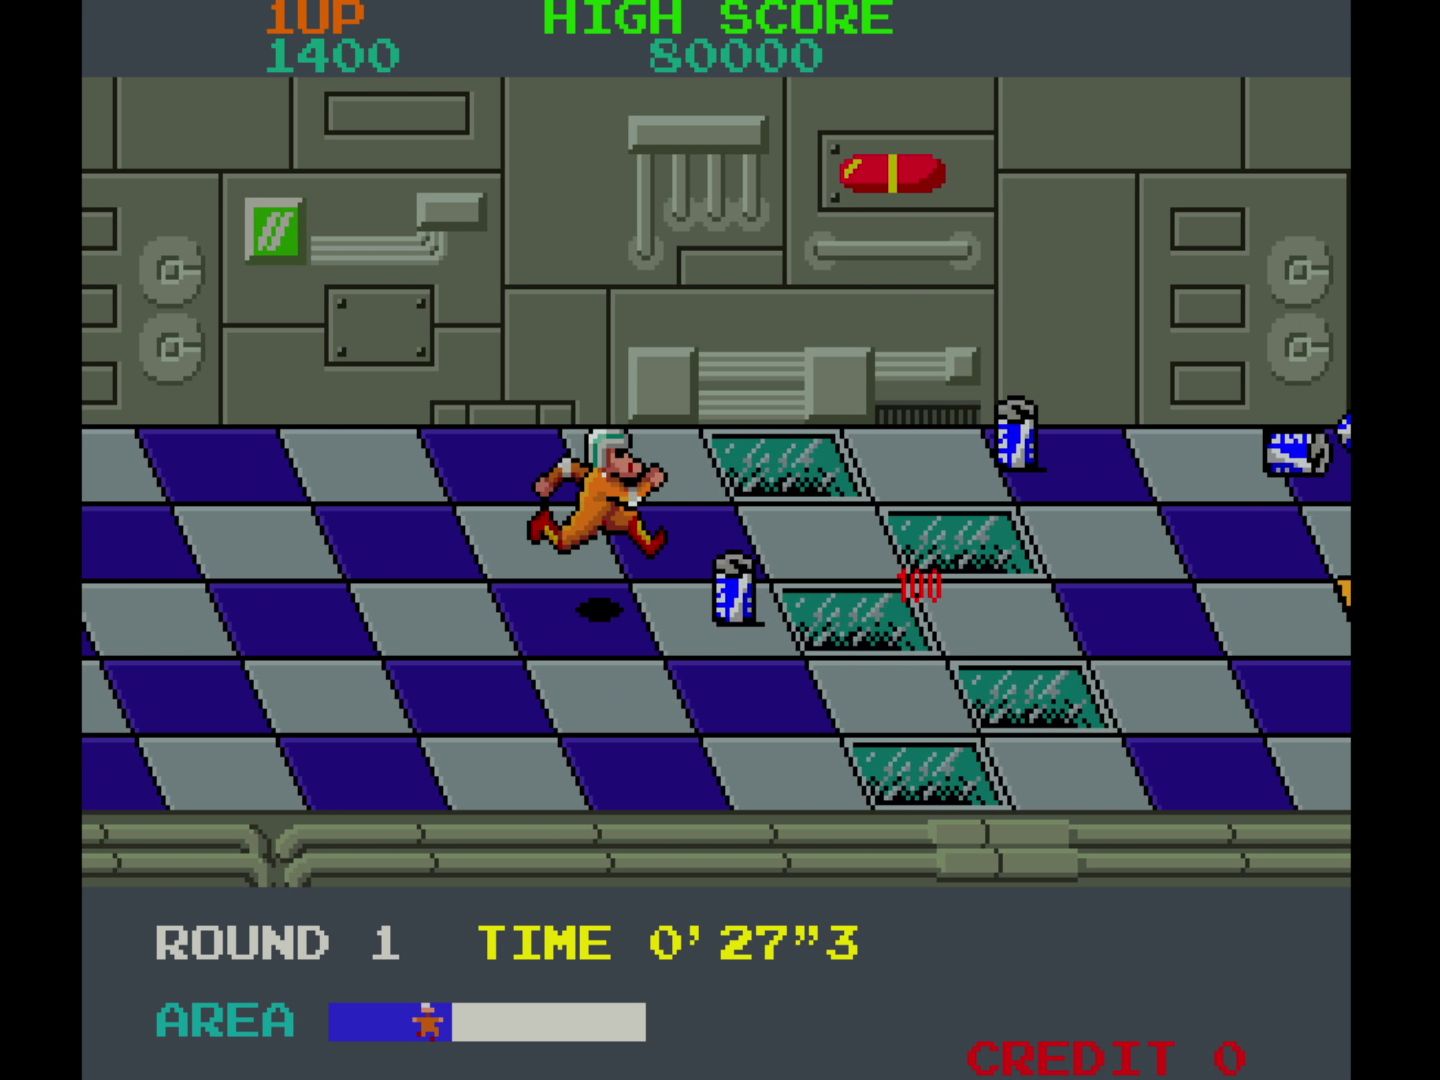 1UP HIGH SCORE
1400 80000
100
ROUND 1 TIME 0'27"3
AREA
CREDIT 0